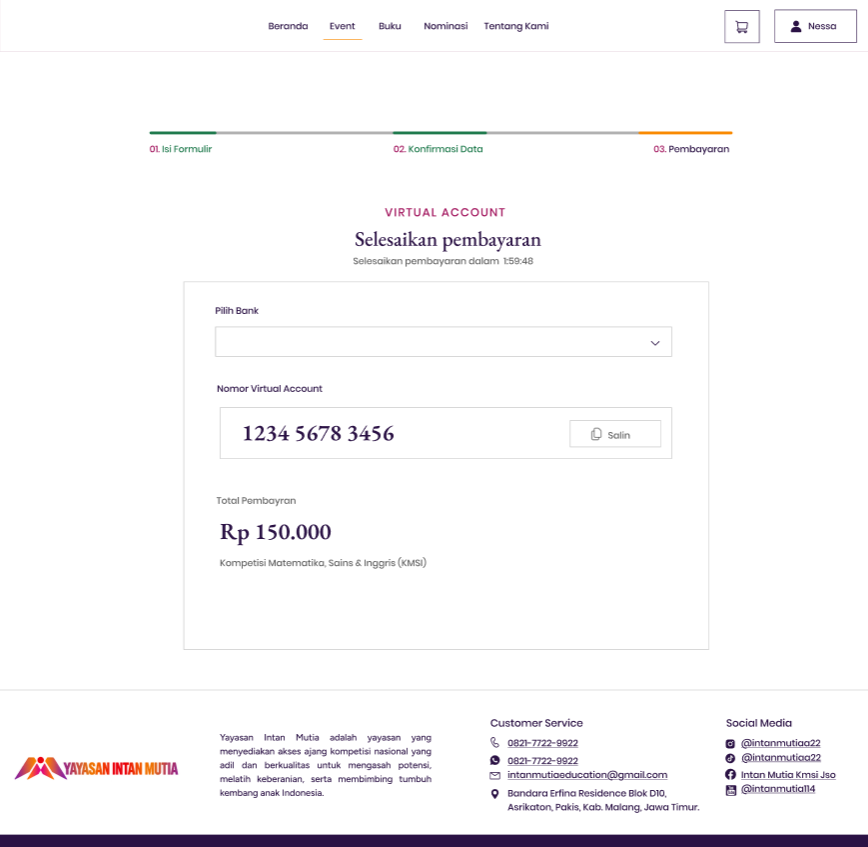 Beranda Event Buku Nominasi Tentang Kami Nessa
01. Isi Formulir 02. Konfirmasi Data 03. Pembayaran
VIRTUAL ACCOUNT
Selesaikan pembayaran
Selesaikan pembayaran dalam 1:59:48
Pilih Bank
Nomor Virtual Account
1234 5678 3456 Salin
Total Pembayran
Rp 150.000
Kompetisi Matematika, Sains & Inggris (KMSI)
YAYASAN INTAN MUTIA
Yayasan Intan Mutia adalah yayasan yang
menyediakan akses ajang kompetisi nasional yang
adil dan berkualitas untuk mengasah potensi,
melatih keberanian, serta membimbing tumbuh
kembang anak Indonesia.
Customer Service
0821-7722-9922
0821-7722-9922
intanmutiaeducation@gmail.com
Bandara Erfina Residence Blok D10,
Asrikaton, Pakis, Kab. Malang, Jawa Timur.
Social Media
@intanmutiaa22
@intanmutiaa22
Intan Mutia Kmsi Jso
@intanmutia114